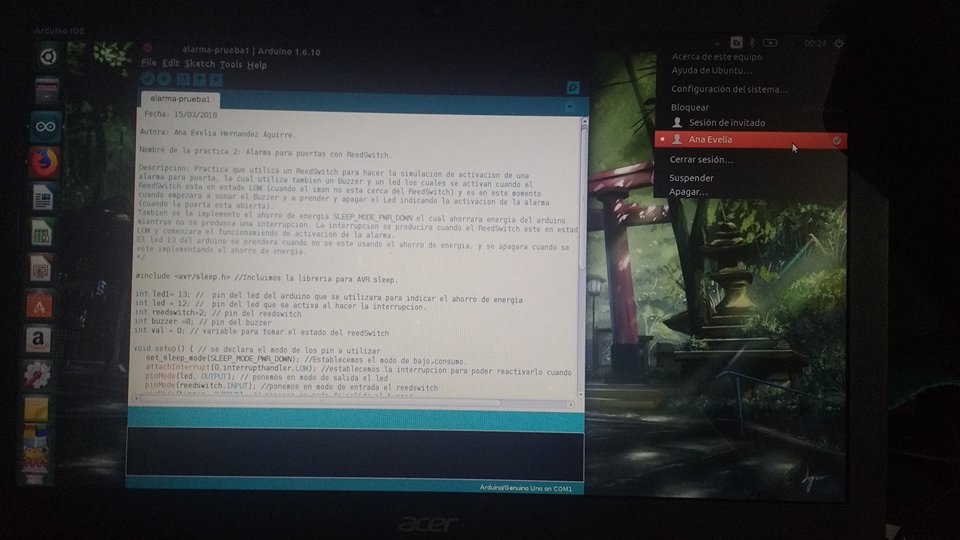 Arduino IDE
00:24
alarma-prueba1 | Arduino 1.6.10
File Edit Sketch Tools Help
alarma-prueba1
Fecha: 15/03/2018
Autora: Ana Evelia Hernandez Aguirre.
Nombre de la practica 2: Alarma para puertas con ReedSwitch.
Descripcion: Practica que utiliza un ReedSwitch para hacer la simulacion de activacion de una
alarma para puerta, la cual utiliza tambien un Buzzer y un led los cuales se activan cuando el
ReedSwitch esta en estado LOW (cuando el iman no esta cerca del ReedSwitch) y es en este momento
cuando empezara a sonar el Buzzer y a prender y apagar el Led indicando la activacion de la alarma
(cuando la puerta esta abierta).
Tambien se le implemente el ahorro de energia SLEEP_MODE_PWR_DOWN el cual ahorrara energia del arduino
mientras no se produsca una interrupcion. La interrupcion se producira cuando el ReedSwitch este en estad
LOW y comenzara el funcionamiendo de activacion de la alarma.
El led 13 del arduino se prendera cuando no se este usando el ahorro de energia, y se apagara cuando se
este implementando el ahorro de energia.
*/
#include <avr/sleep.h> //Incluimos la libreria para AVR sleep.
int led1= 13; // pin del led del arduino que se utilizara para indicar el ahorro de energia
int led = 12; // pin del led que se activa al hacer la interrupcion.
int reedswitch=2; // pin del reedswitch
int buzzer =8; // pin del buzzer
int val = 0; // variable para tomar el estado del reedSwitch
void setup() { // se declara el modo de los pin a utilizar
set_sleep_mode(SLEEP_MODE_PWR_DOWN); //Establecemos el modo de bajo.consumo.
attachInterrupt(0,interrupthandler,LOW); //establecemos la interrupcion para poder reactivarlo cuando
pinMode(led, OUTPUT); // ponemos en modo de salida el led
pinMode(reedswitch,INPUT); //ponemos en modo de entrada el reedswitch
Arduino/Genuino Uno on COM1
Acerca de este equipo
Ayuda de Ubuntu...
Configuración del sistema...
Bloquear
Sesión de invitado
Ana Evelia
Cerrar sesión...
Suspender
Apagar...
acer